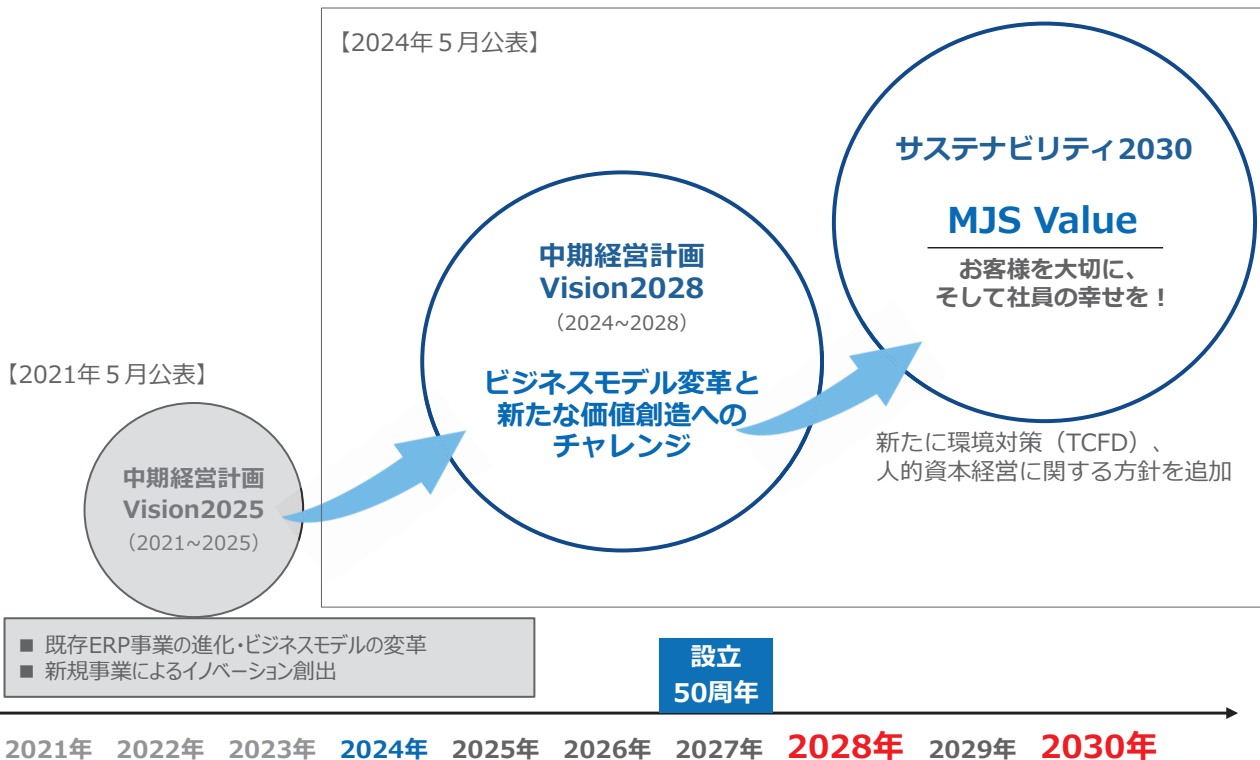 【2024年5月公表】
サステナビリティ2030
MJS Value
お客様を大切に、
そして社員の幸せを！
中期経営計画
Vision2028
（2024~2028）
ビジネスモデル変革と
新たな価値創造への
チャレンジ
新たに環境対策（TCFD）、
人的資本経営に関する方針を追加
【2021年5月公表】
中期経営計画
Vision2025
（2021~2025）
■ 既存ERP事業の進化・ビジネスモデルの変革
■ 新規事業によるイノベーション創出
設立
50周年
2021年 2022年 2023年 2024年 2025年 2026年 2027年 2028年 2029年 2030年